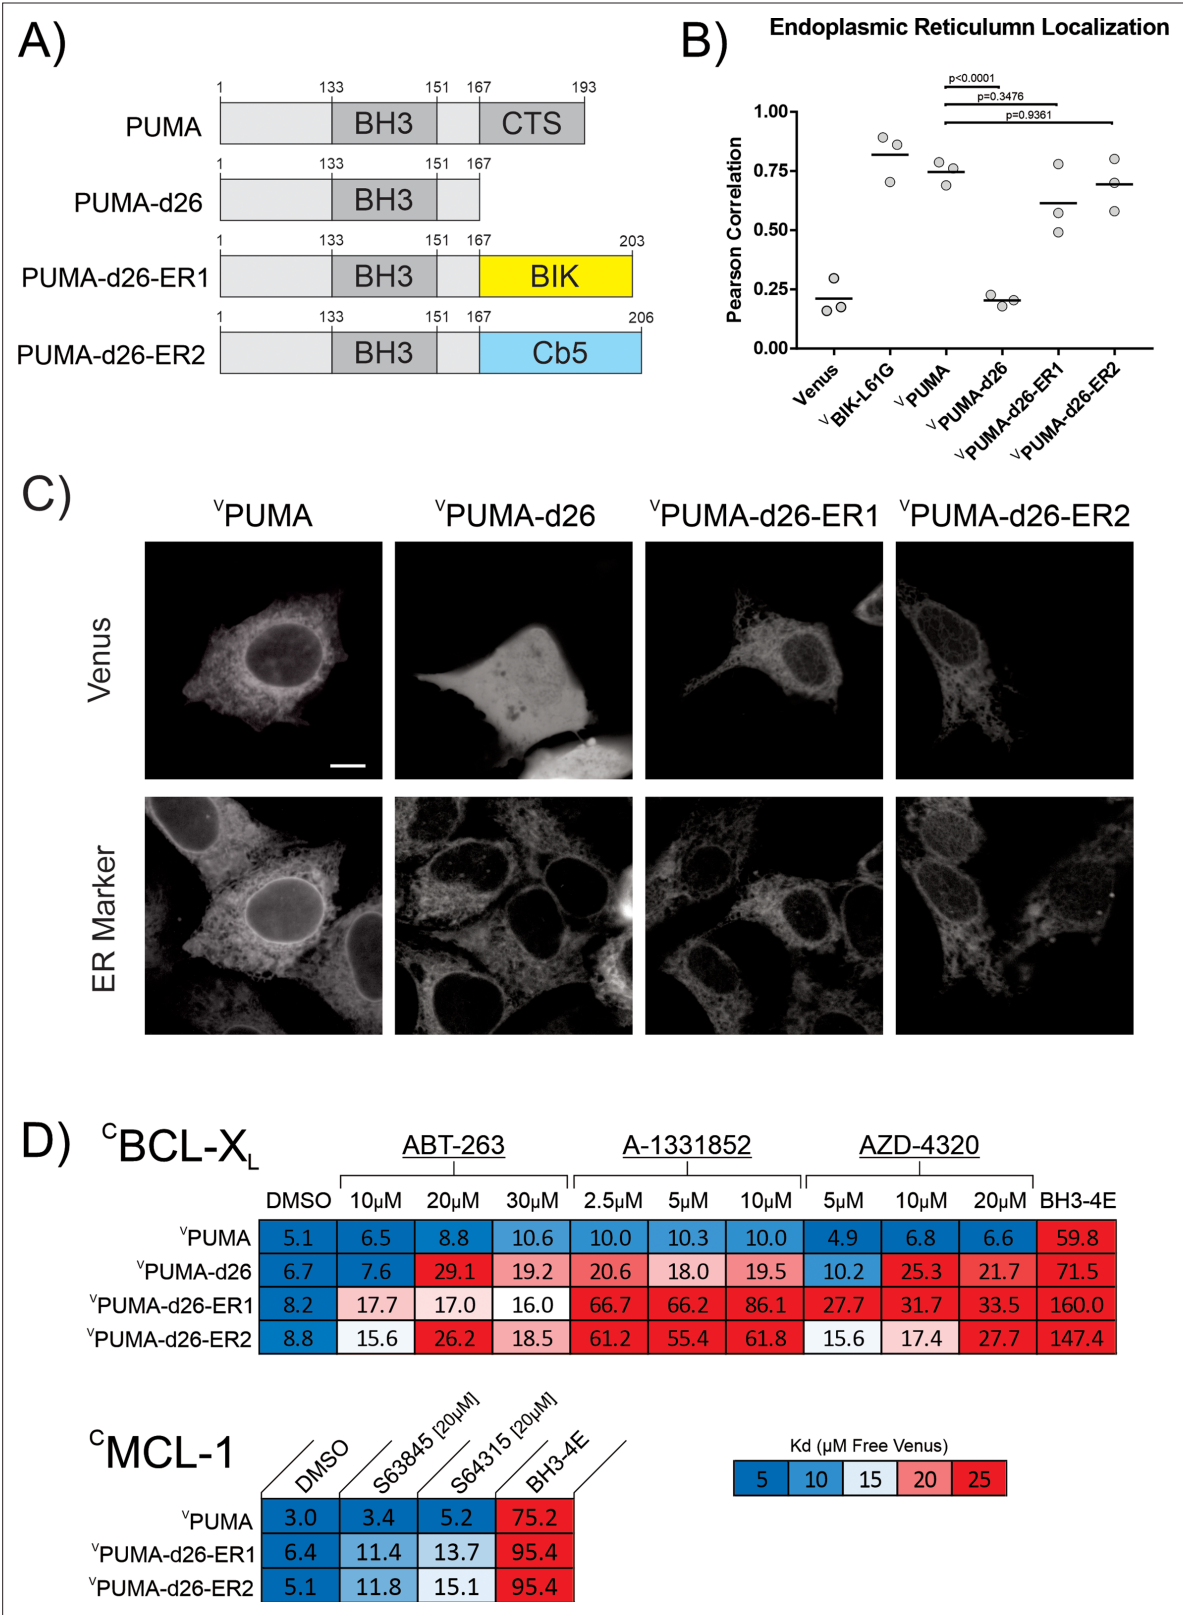 A)
1 133 151 167 193
PUMA BH3 CTS
1 133 151 167
PUMA-d26 BH3
1 133 151 167 203
PUMA-d26-ER1 BH3 BIK
1 133 151 167 206
PUMA-d26-ER2 BH3 Cb5
B)
Endoplasmic Reticulumn Localization
p<0.0001
p=0.3476
p=0.9361
Pearson Correlation
1.00
0.75
0.50
0.25
0.00
Venus
VBIK-L61G
VPUMA
VPUMA-d26
VPUMA-d26-ER1
VPUMA-d26-ER2
C)
VPUMA VPUMA-d26 VPUMA-d26-ER1 VPUMA-d26-ER2
Venus
ER Marker
D) CBCL-XL
ABT-263 A-1331852 AZD-4320
DMSO 10µM 20µM 30µM 2.5µM 5µM 10µM 5µM 10µM 20µM BH3-4E
VPUMA 5.1 6.5 8.8 10.6 10.0 10.3 10.0 4.9 6.8 6.6 59.8
VPUMA-d26 6.7 7.6 29.1 19.2 20.6 18.0 19.5 10.2 25.3 21.7 71.5
VPUMA-d26-ER1 8.2 17.7 17.0 16.0 66.7 66.2 86.1 27.7 31.7 33.5 160.0
VPUMA-d26-ER2 8.8 15.6 26.2 18.5 61.2 55.4 61.8 15.6 17.4 27.7 147.4
CMCL-1
DMSO S63845 [20µM] S64315 [20µM] BH3-4E
VPUMA 3.0 3.4 5.2 75.2
VPUMA-d26-ER1 6.4 11.4 13.7 95.4
VPUMA-d26-ER2 5.1 11.8 15.1 95.4
Kd (µM Free Venus)
5 10 15 20 25